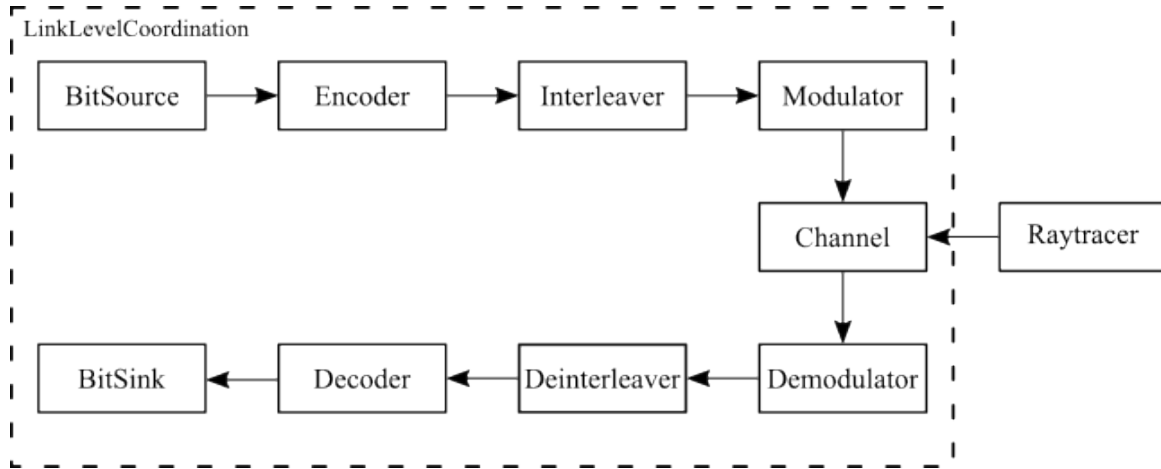 LinkLevelCoordination
BitSource
Encoder
Interleaver
Modulator
Channel
Raytracer
BitSink
Decoder
Deinterleaver
Demodulator